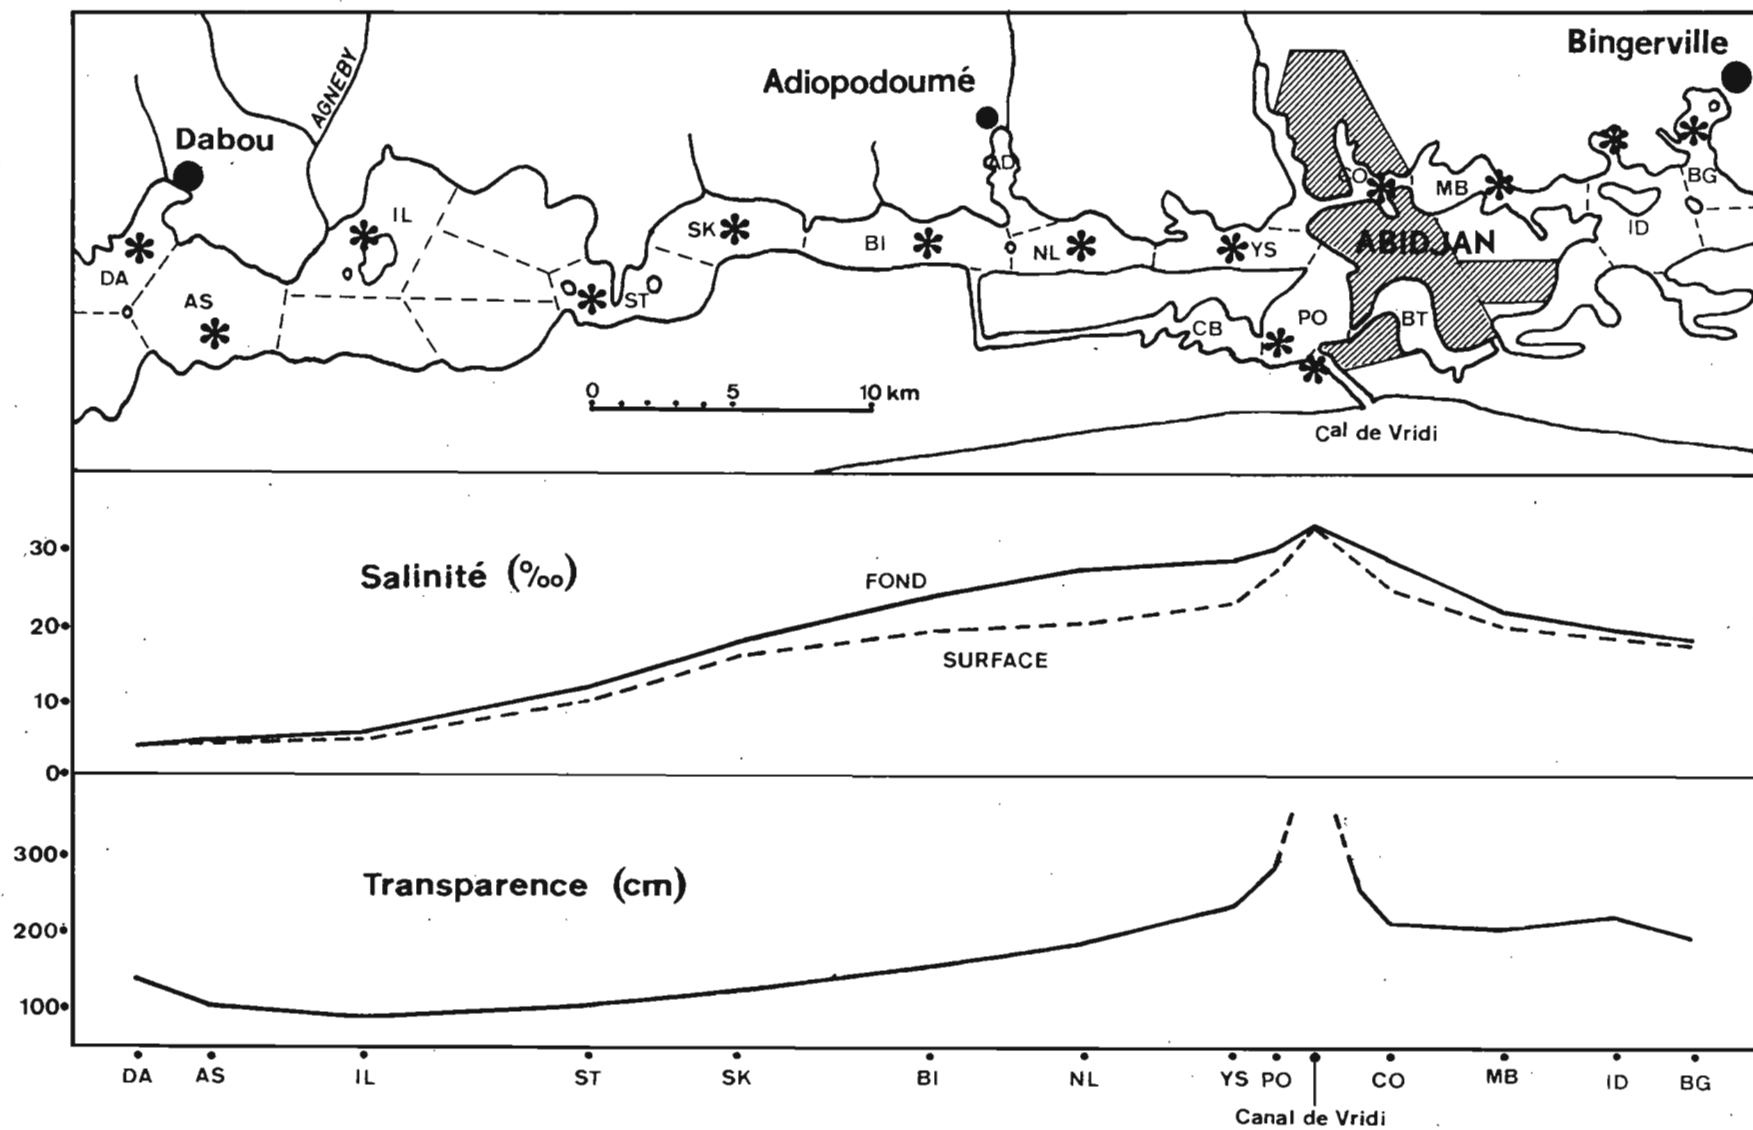 Bingerville
Adiopodoumé
AGNEBY
Dabou
AD
CO
MB
BG
IL
SK
BI
NL
YS
ABIDJAN
ID
DA
AS
ST
CB
PO
BT
0 5 10 km
Cal de Vridi
30
Salinité (‰)
FOND
20
SURFACE
10
0
300
Transparence (cm)
200
100
DA AS IL ST SK BI NL YS PO CO MB ID BG
Canal de Vridi